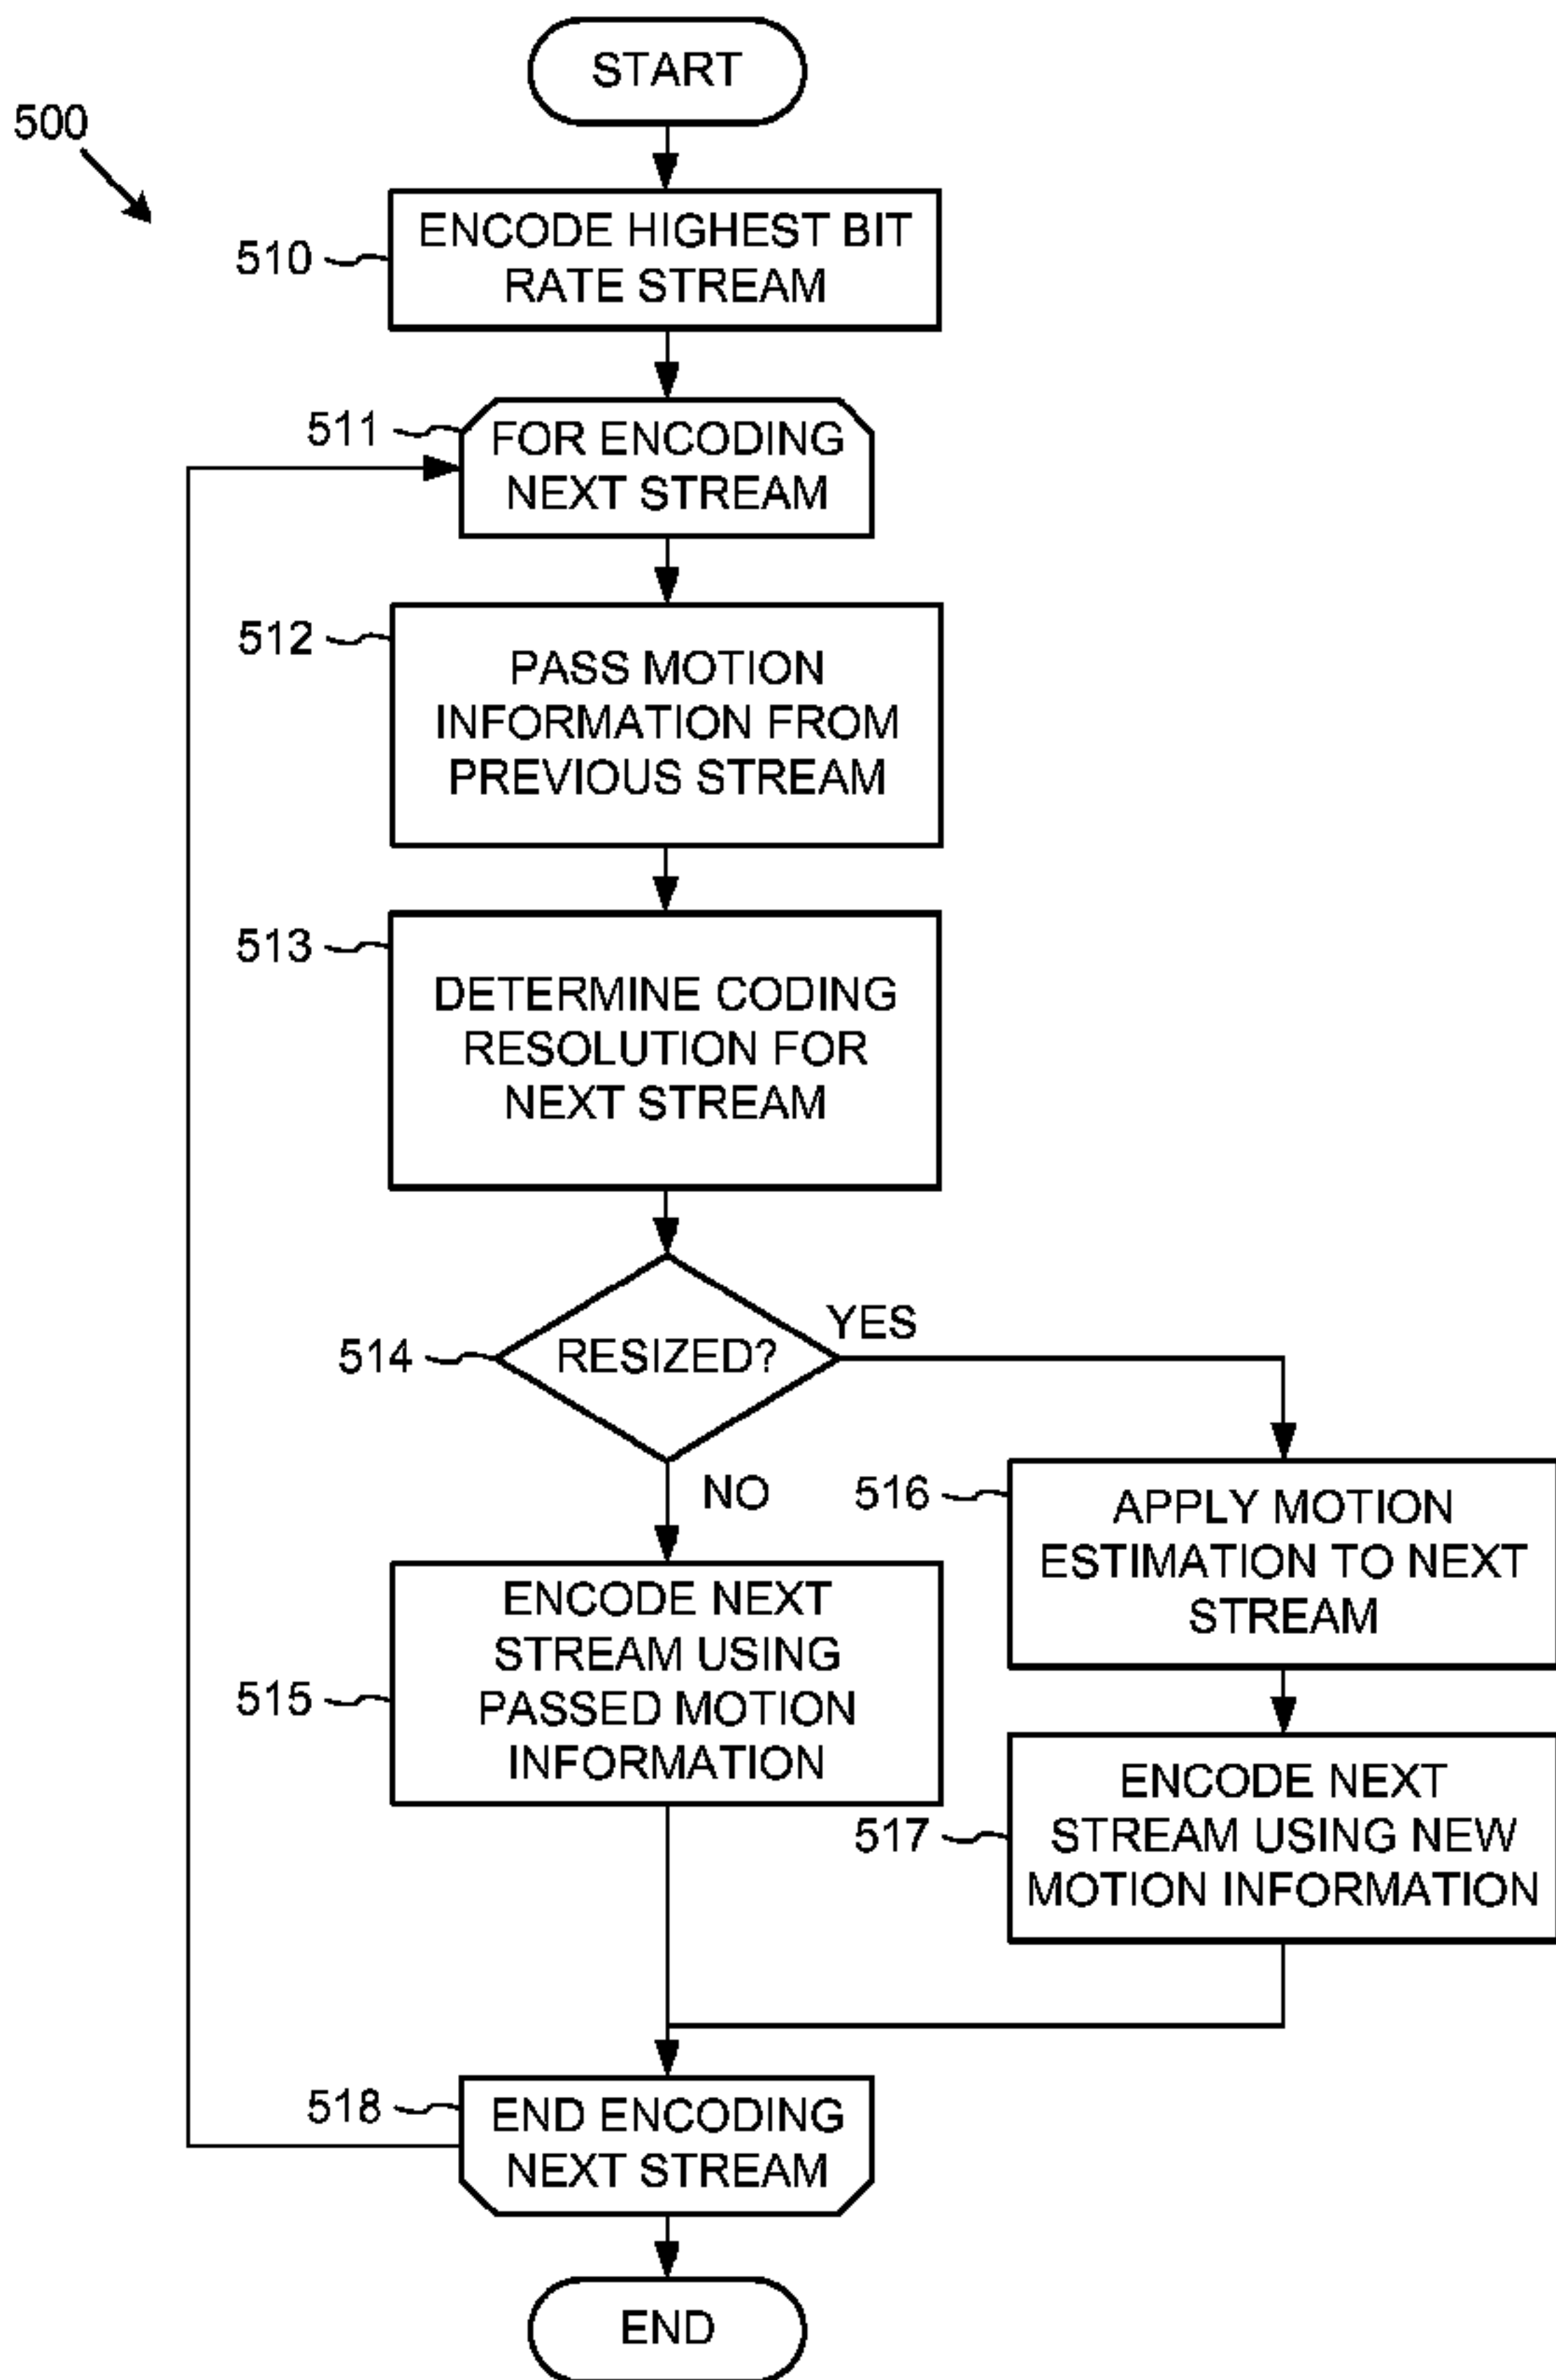 START
500
510
ENCODE HIGHEST BIT
RATE STREAM
511
FOR ENCODING
NEXT STREAM
512
PASS MOTION
INFORMATION FROM
PREVIOUS STREAM
513
DETERMINE CODING
RESOLUTION FOR
NEXT STREAM
514
RESIZED?
YES
NO
516
APPLY MOTION
ESTIMATION TO NEXT
STREAM
515
ENCODE NEXT
STREAM USING
PASSED MOTION
INFORMATION
517
ENCODE NEXT
STREAM USING NEW
MOTION INFORMATION
518
END ENCODING
NEXT STREAM
END